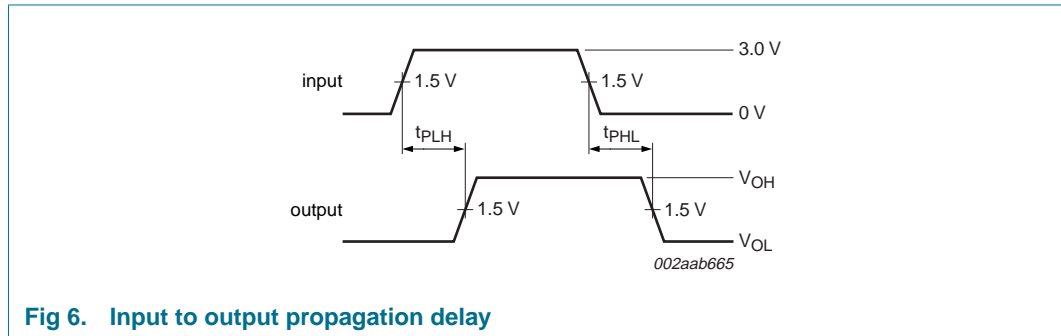 3.0 V
input
1.5 V
1.5 V
0 V
tPLH
tPHL
VOH
output
1.5 V
1.5 V
VOL
002aab665
Fig 6. Input to output propagation delay